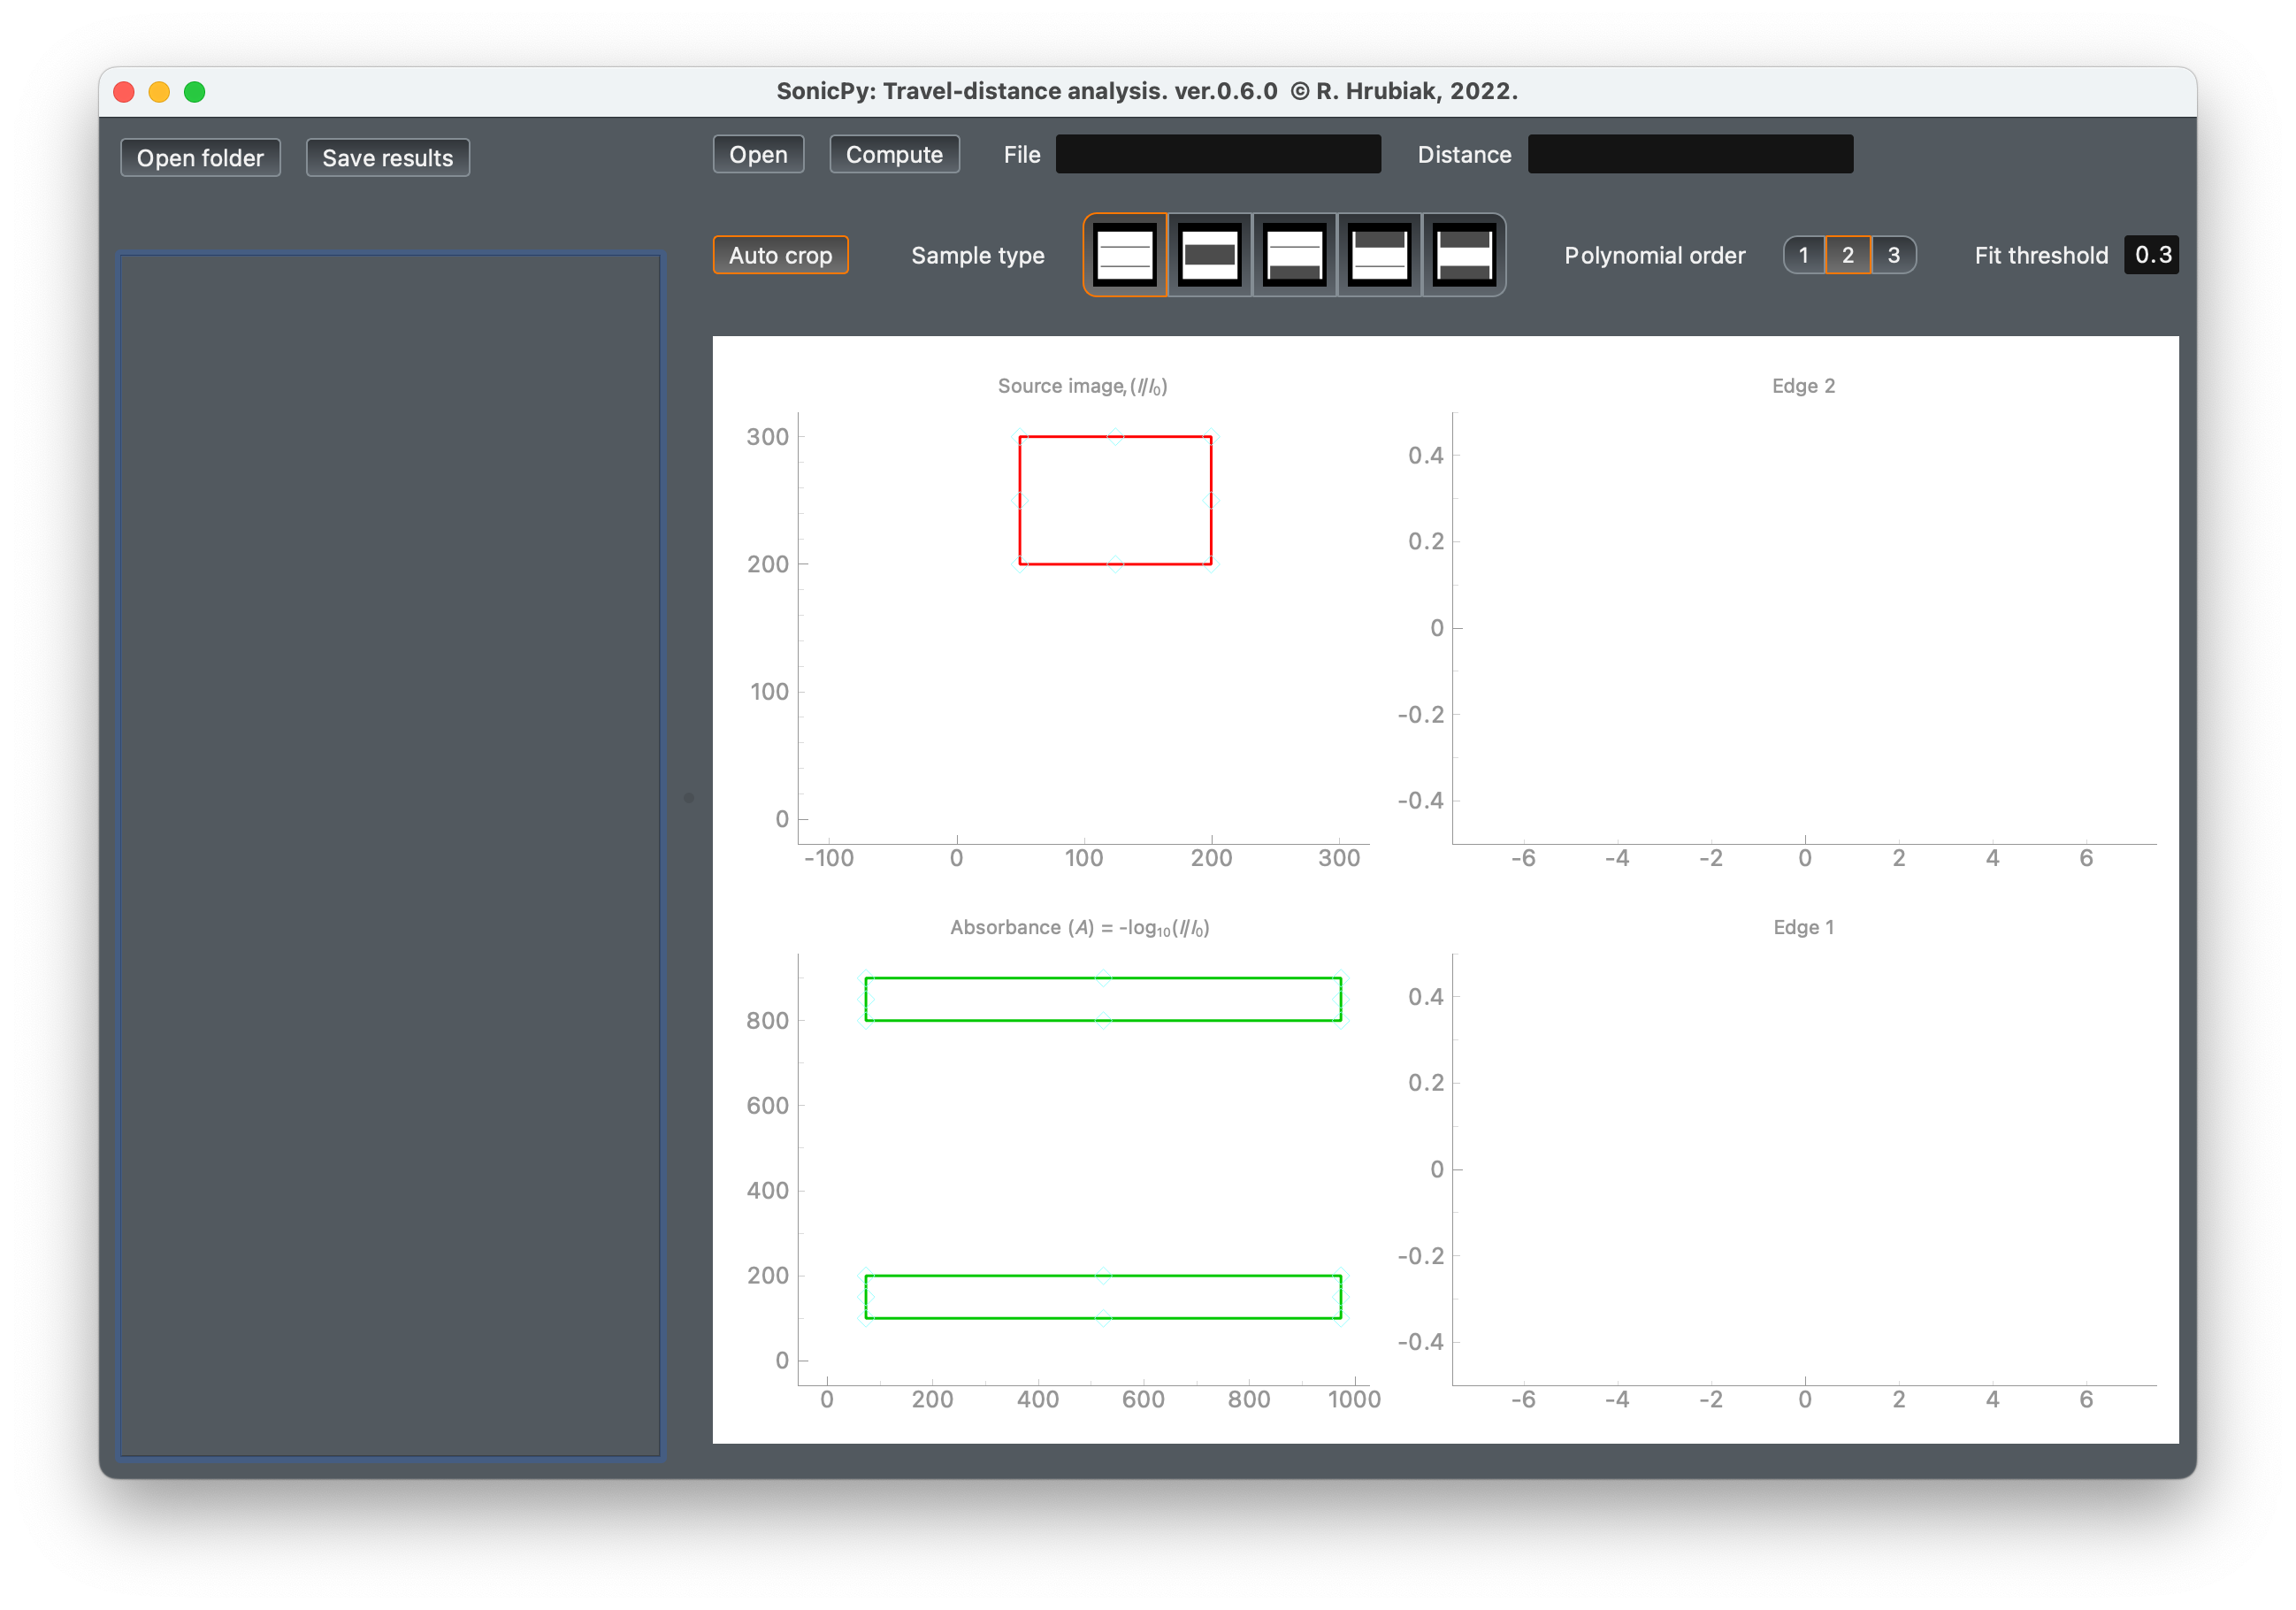 SonicPy: Travel-distance analysis. ver.0.6.0 © R. Hrubiak, 2022.
Open folder Save results Open Compute File Distance
Auto crop Sample type Polynomial order 1 2 3 Fit threshold 0.3
Source image,(I/I₀)
300
200
100
0
-100 0 100 200 300
Edge 2
0.4
0.2
0
-0.2
-0.4
-6 -4 -2 0 2 4 6
Absorbance (A) = -log₁₀(I/I₀)
800
600
400
200
0
0 200 400 600 800 1000
Edge 1
0.4
0.2
0
-0.2
-0.4
-6 -4 -2 0 2 4 6